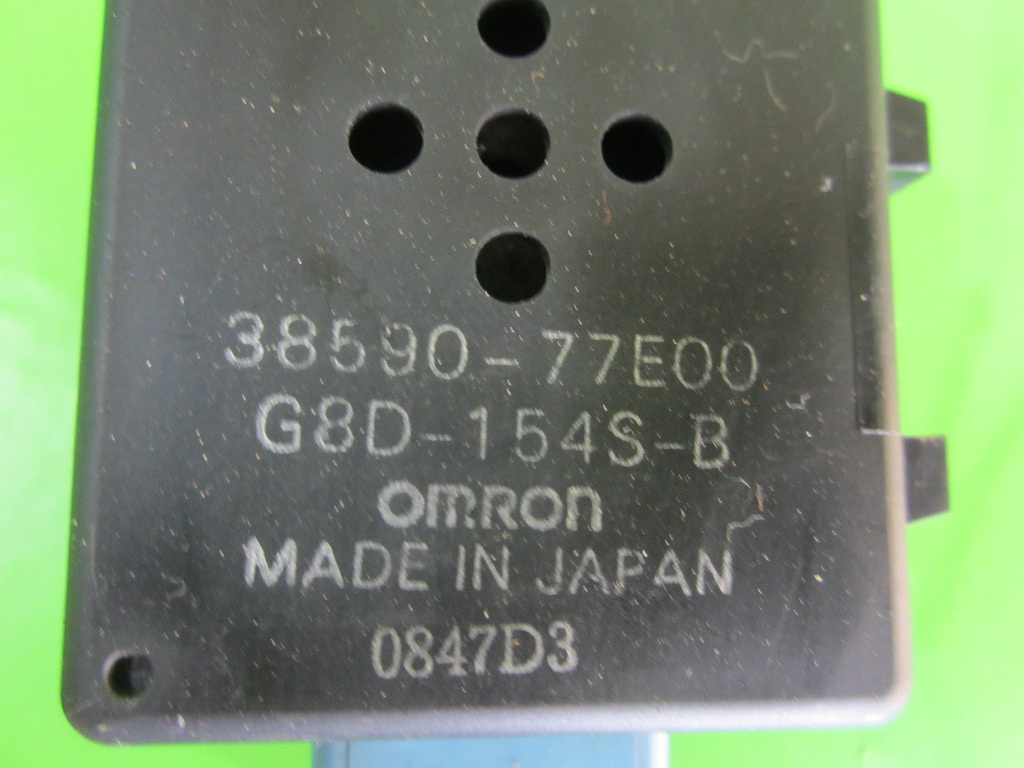 38590-77E00
G8D-154S-B
OMRON
MADE IN JAPAN
0847D3